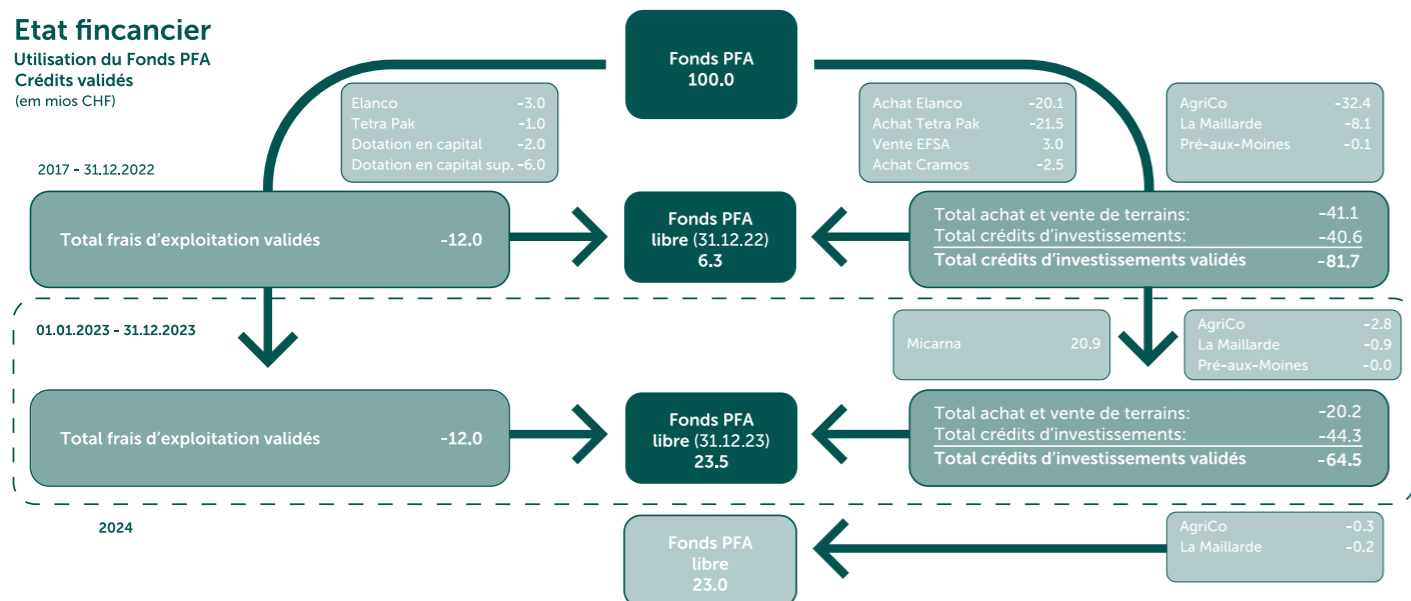 Etat fincancier
Utilisation du Fonds PFA
Crédits validés
(em mios CHF)
Fonds PFA
100.0
Elanco -3.0
Tetra Pak -1.0
Dotation en capital -2.0
Dotation en capital sup. -6.0
Achat Elanco -20.1
Achat Tetra Pak -21.5
Vente EFSA 3.0
Achat Cramos -2.5
AgriCo -32.4
La Maillarde -8.1
Pré-aux-Moines -0.1
2017 - 31.12.2022
Total frais d'exploitation validés -12.0
Fonds PFA
libre (31.12.22)
6.3
Total achat et vente de terrains: -41.1
Total crédits d'investissements: -40.6
Total crédits d'investissements validés -81.7
01.01.2023 - 31.12.2023
Micarna 20.9
AgriCo -2.8
La Maillarde -0.9
Pré-aux-Moines -0.0
Total frais d'exploitation validés -12.0
Fonds PFA
libre (31.12.23)
23.5
Total achat et vente de terrains: -20.2
Total crédits d'investissements: -44.3
Total crédits d'investissements validés -64.5
2024
Fonds PFA
libre
23.0
AgriCo -0.3
La Maillarde -0.2